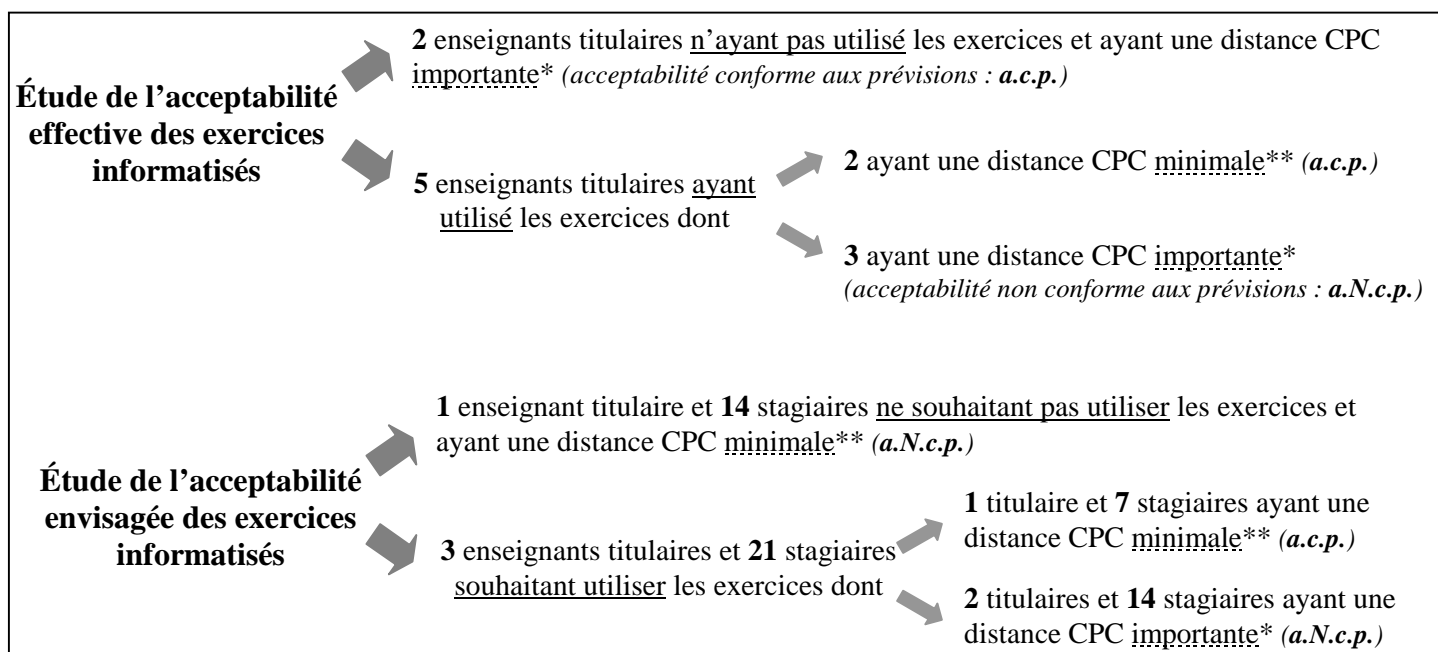 Étude de l’acceptabilité
effective des exercices
informatisés
2 enseignants titulaires n’ayant pas utilisé les exercices et ayant une distance CPC
importante* (acceptabilité conforme aux prévisions : a.c.p.)
5 enseignants titulaires ayant
utilisé les exercices dont
2 ayant une distance CPC minimale** (a.c.p.)
3 ayant une distance CPC importante*
(acceptabilité non conforme aux prévisions : a.N.c.p.)
Étude de l’acceptabilité
envisagée des exercices
informatisés
1 enseignant titulaire et 14 stagiaires ne souhaitant pas utiliser les exercices et
ayant une distance CPC minimale** (a.N.c.p.)
3 enseignants titulaires et 21 stagiaires
souhaitant utiliser les exercices dont
1 titulaire et 7 stagiaires ayant une
distance CPC minimale** (a.c.p.)
2 titulaires et 14 stagiaires ayant une
distance CPC importante* (a.N.c.p.)